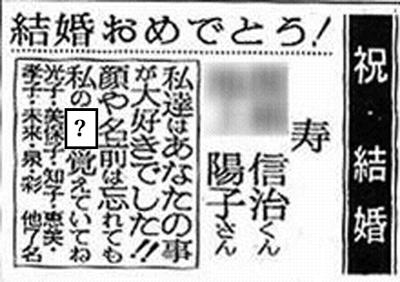 結婚おめでとう!
祝・結婚
寿
信治くん
陽子さん
私達はあなたの事
が大好きでした!!
顔や名前は忘れても
私の?覚えていてね
光子・美保子・知子・恵美・
孝子・未来・泉・彩 他7名